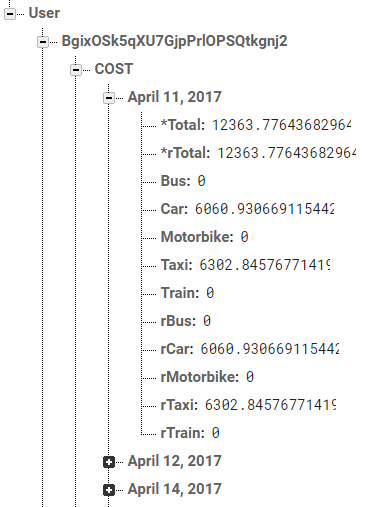 User
BgixOSk5qXU7GjpPrlOPSQtkgnj2
COST
April 11, 2017
*Total: 12363.77643682964
*rTotal: 12363.77643682964
Bus: 0
Car: 6060.930669115442
Motorbike: 0
Taxi: 6302.84576771419
Train: 0
rBus: 0
rCar: 6060.930669115442
rMotorbike: 0
rTaxi: 6302.84576771419
rTrain: 0
April 12, 2017
April 14, 2017